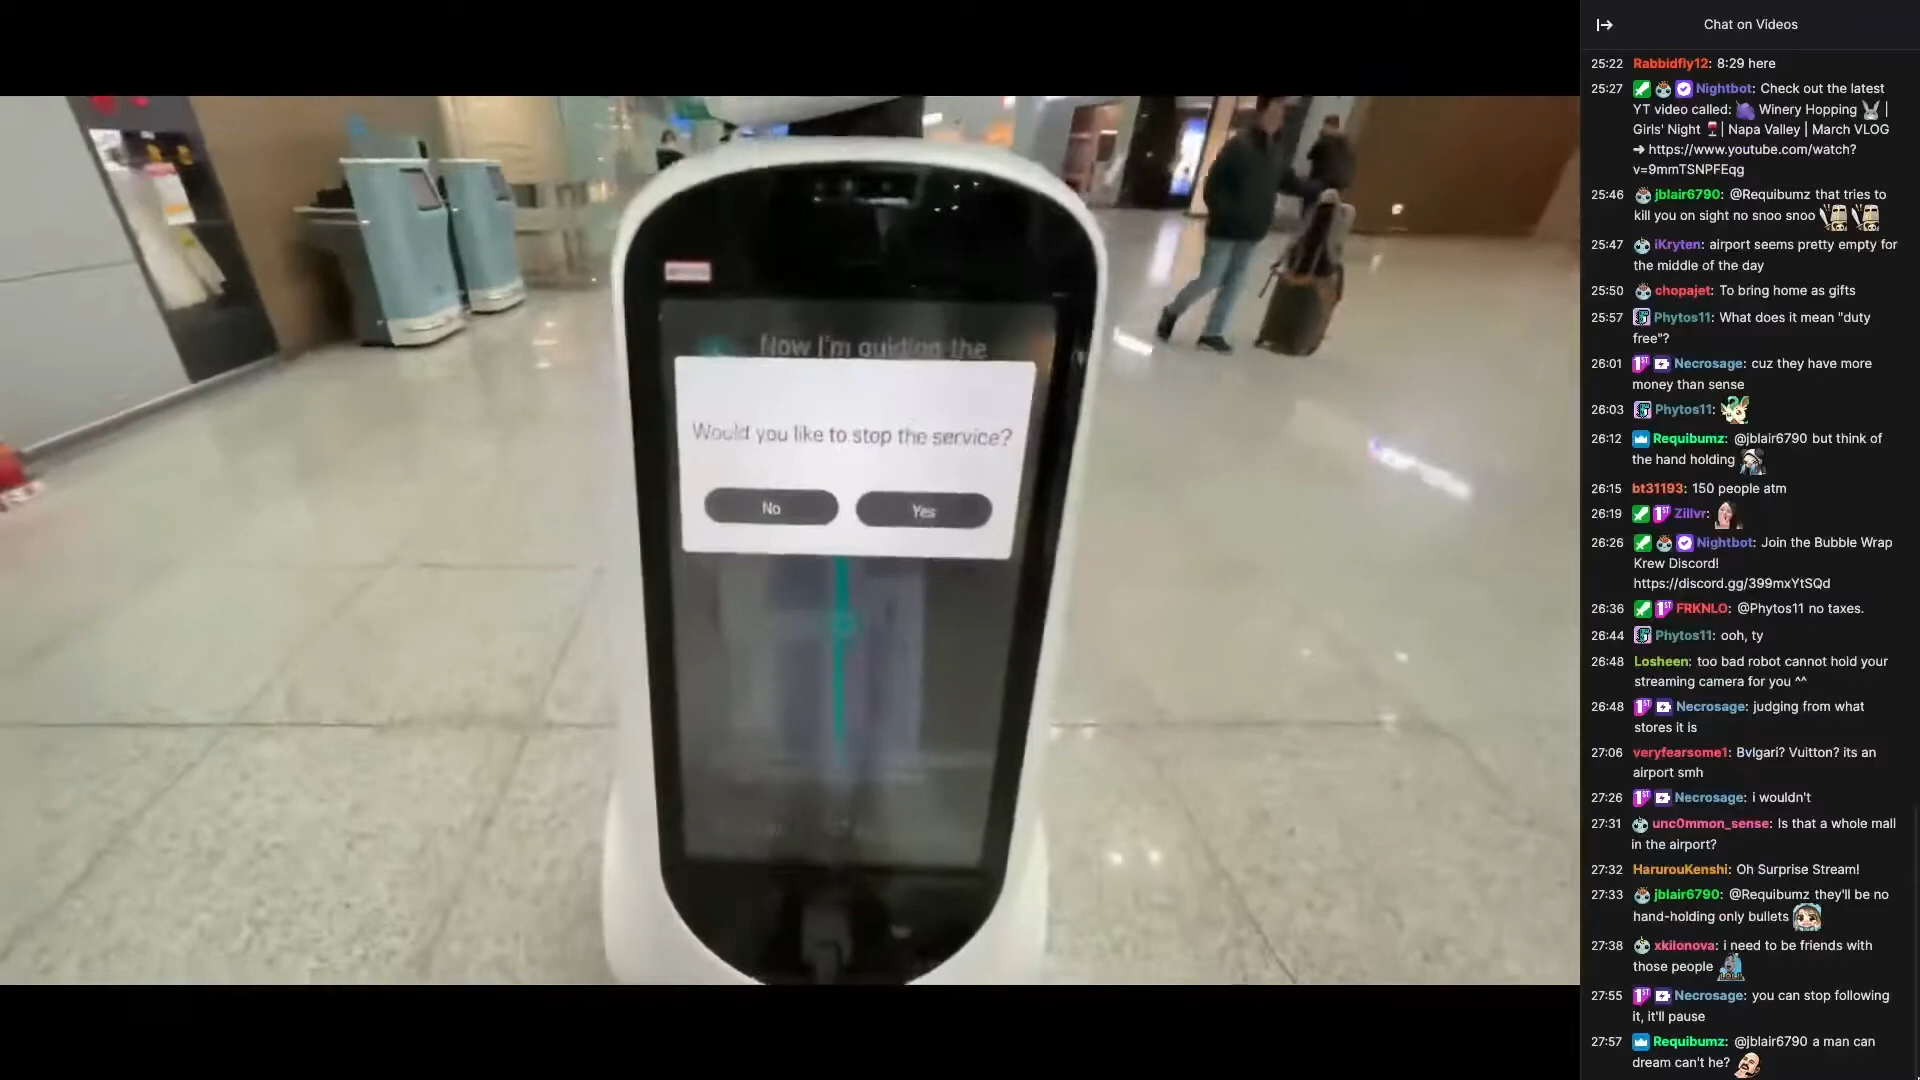 Now I'm guiding the
Would you like to stop the service?
No
Yes
Chat on Videos
25:22 Rabbidfly12: 8:29 here
25:27 Nightbot: Check out the latest
YT video called: Winery Hopping |
Girls' Night | Napa Valley | March VLOG
➜ https://www.youtube.com/watch?
v=9mmTSNPFEqg
25:46 jblair6790: @Requibumz that tries to
kill you on sight no snoo snoo
25:47 iKryten: airport seems pretty empty for
the middle of the day
25:50 chopajet: To bring home as gifts
25:57 Phytos11: What does it mean "duty
free"?
26:01 Necrosage: cuz they have more
money than sense
26:03 Phytos11:
26:12 Requibumz: @jblair6790 but think of
the hand holding
26:15 bt31193: 150 people atm
26:19 Zillvr:
26:26 Nightbot: Join the Bubble Wrap
Krew Discord!
https://discord.gg/399mxYtSQd
26:36 FRKNLO: @Phytos11 no taxes.
26:44 Phytos11: ooh, ty
26:48 Losheen: too bad robot cannot hold your
streaming camera for you ^^
26:48 Necrosage: judging from what
stores it is
27:06 veryfearsome1: Bvlgari? Vuitton? its an
airport smh
27:26 Necrosage: i wouldn't
27:31 unc0mmon_sense: Is that a whole mall
in the airport?
27:32 HarurouKenshi: Oh Surprise Stream!
27:33 jblair6790: @Requibumz they'll be no
hand-holding only bullets
27:38 xkilonova: i need to be friends with
those people
27:55 Necrosage: you can stop following
it, it'll pause
27:57 Requibumz: @jblair6790 a man can
dream can't he?